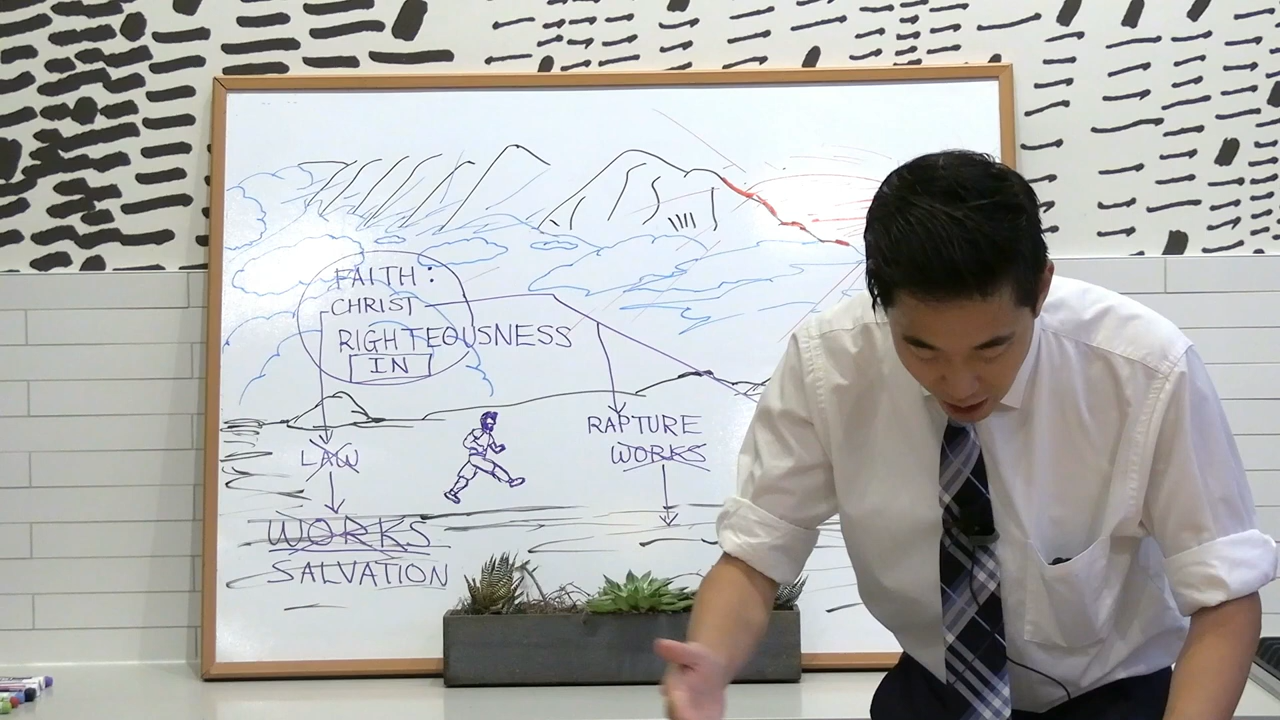 FAITH:
CHRIST
RIGHTEOUSNESS
IN
LAW
WORKS
SALVATION
RAPTURE
WORKS